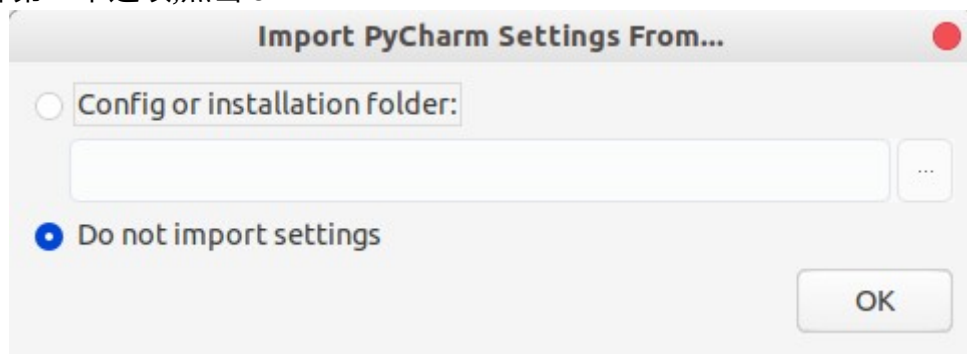 Import PyCharm Settings From...
Config or installation folder:
...
Do not import settings
OK